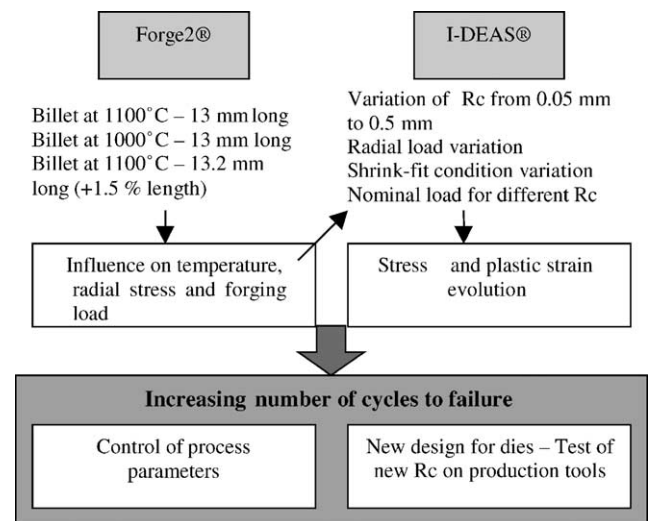 Forge2®
I-DEAS®
Billet at 1100˚C – 13 mm long
Billet at 1000˚C – 13 mm long
Billet at 1100˚C – 13.2 mm
long (+1.5 % length)
Variation of Rc from 0.05 mm
to 0.5 mm
Radial load variation
Shrink-fit condition variation
Nominal load for different Rc
Influence on temperature,
radial stress and forging
load
Stress and plastic strain
evolution
Increasing number of cycles to failure
Control of process
parameters
New design for dies – Test of
new Rc on production tools